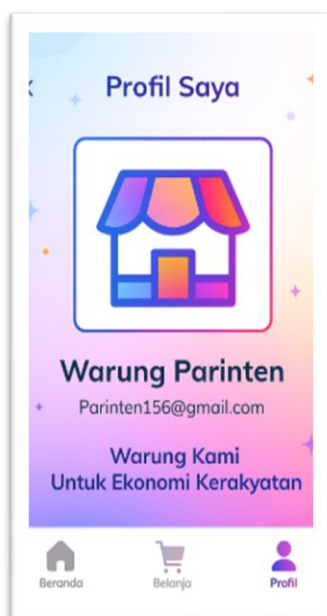 Profil Saya
Warung Parinten
Parinten156@gmail.com
Warung Kami
Untuk Ekonomi Kerakyatan
Beranda
Belanja
Profil